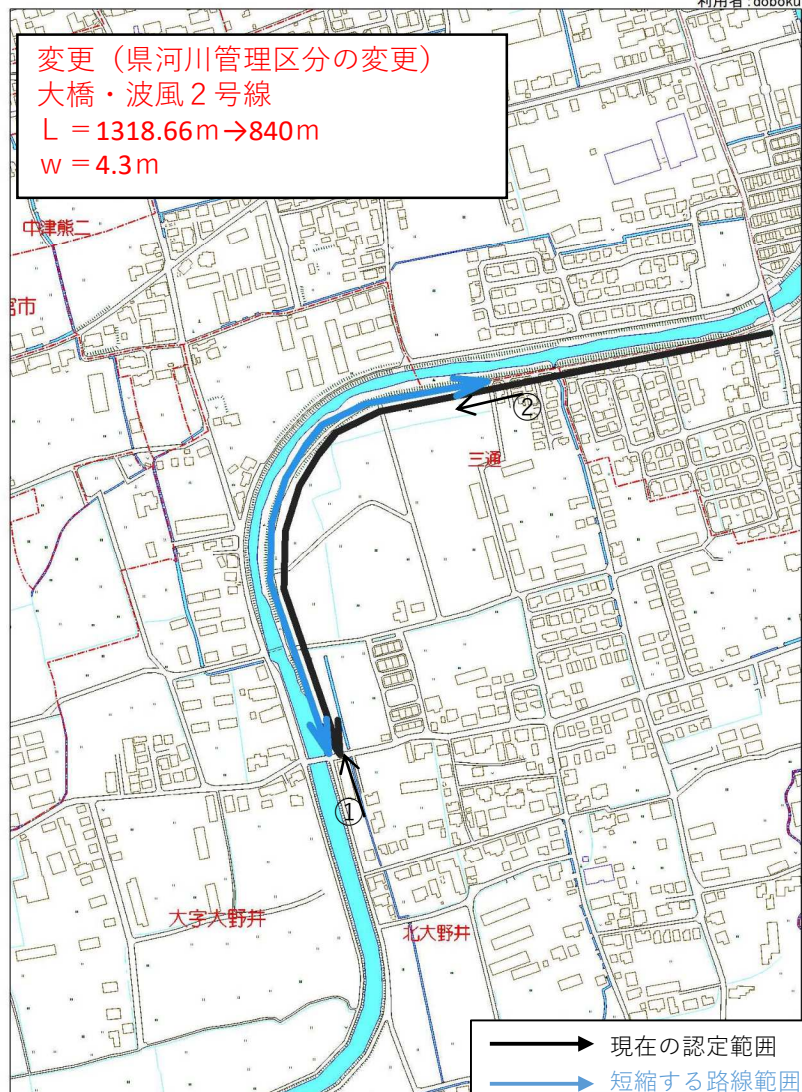 利用者:doboku
変更（県河川管理区分の変更）
大橋・波風２号線
Ｌ＝1318.66ｍ→840ｍ
ｗ＝4.3ｍ
中津熊二
宮市
②
三通
①
大字大野井
北大野井
現在の認定範囲
短縮する路線範囲